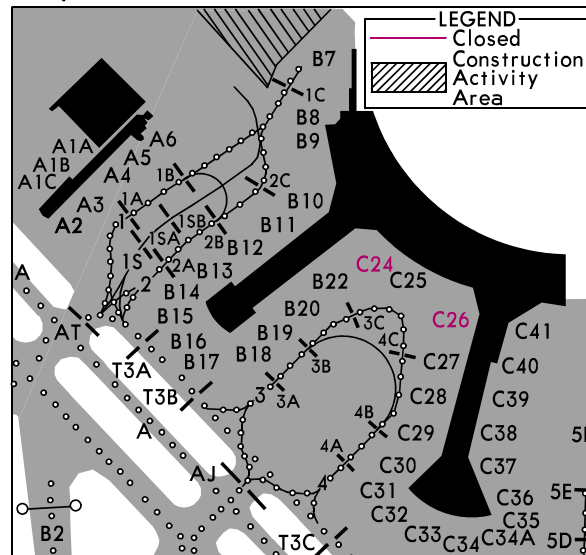 LEGEND
Closed
Construction
Activity
Area
B7
1C
B8
B9
A1A
A1B
A1C
A6
A5
A4
A3
A2
1B
1A
1
2C
B10
B11
1SB
1SA
2B
B12
1S
2A
B13
2
B14
A
AT
B15
B16
B17
T3A
T3B
C24
C25
B22
C26
B20
3C
B19
4C
C41
B18
3B
C27
C40
3
3A
C28
C39
4B
C29
C38
A
4A
C30
C37
AJ
4
C31
C36
C32
C35
C33
C34
C34A
5E
5D
T3C
B2